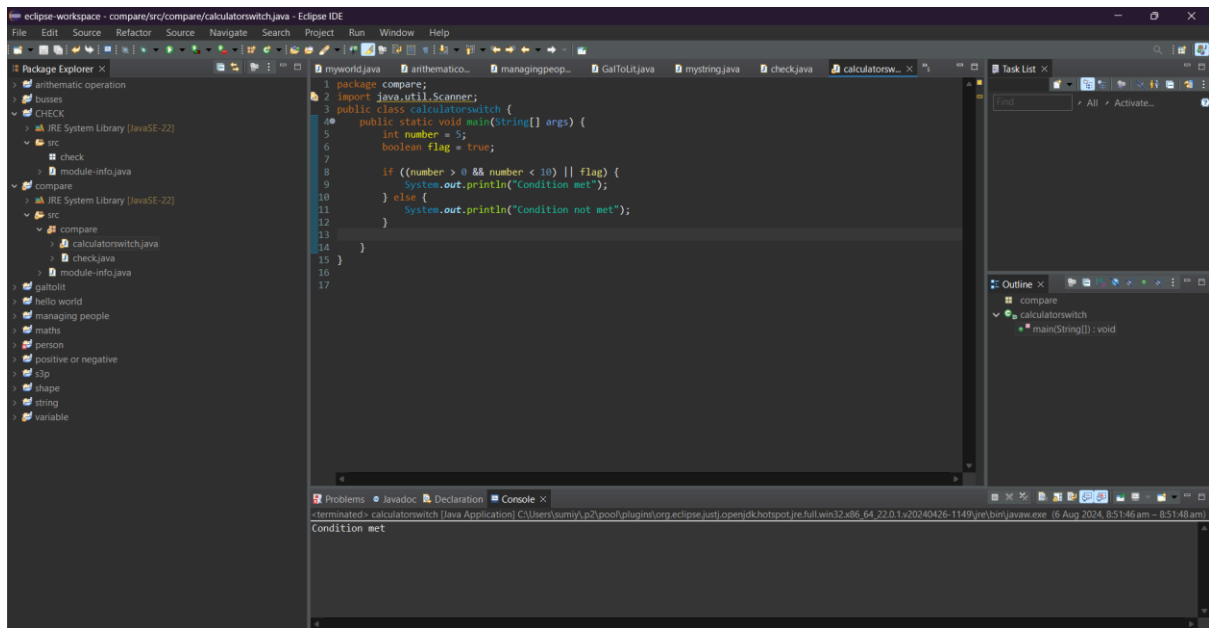 eclipse-workspace - compare/src/compare/calculatorswitch.java - Eclipse IDE
File Edit Source Refactor Source Navigate Search Project Run Window Help
Package Explorer
arithematic operation
busses
CHECK
JRE System Library [JavaSE-22]
src
check
module-info.java
compare
JRE System Library [JavaSE-22]
src
compare
calculatorswitch.java
check.java
module-info.java
galtolit
hello world
managing people
maths
person
positive or negative
s3p
shape
string
variable
myworld.java arithematico... managingpeop... GalToLit.java mystring.java check.java calculatorsw...
1 package compare;
2 import java.util.Scanner;
3 public class calculatorswitch {
4 public static void main(String[] args) {
5 int number = 5;
6 boolean flag = true;
7
8 if ((number > 0 && number < 10) || flag) {
9 System.out.println("Condition met");
10 } else {
11 System.out.println("Condition not met");
12 }
13
14 }
15 }
16
17
Task List
Find All Activate...
Outline
compare
calculatorswitch
main(String[]) : void
Problems Javadoc Declaration Console
<terminated> calculatorswitch [Java Application] C:\Users\sumiy\.p2\pool\plugins\org.eclipse.justj.openjdk.hotspot.jre.full.win32.x86_64_22.0.1.v20240426-1149\jre\bin\javaw.exe (6 Aug 2024, 8:51:46 am – 8:51:48 am)
Condition met